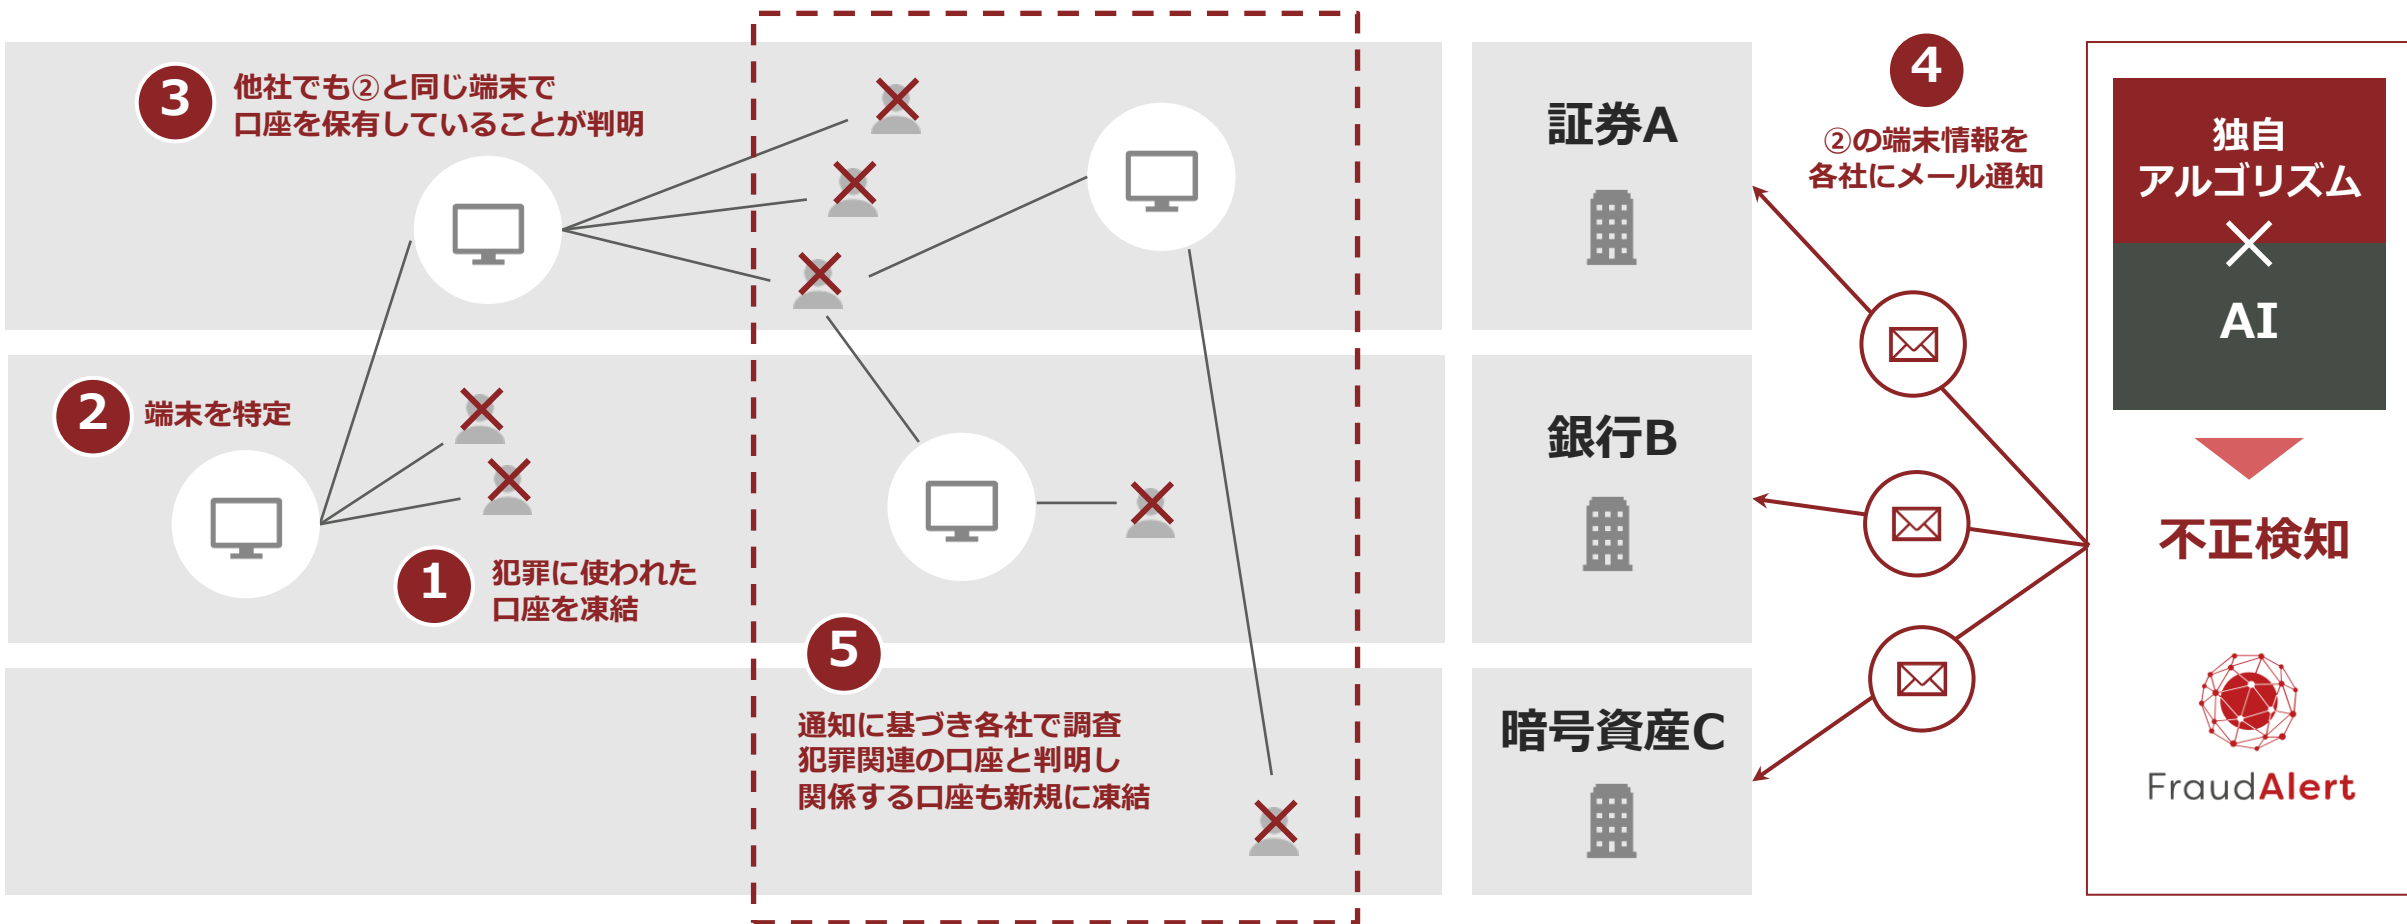 3
他社でも②と同じ端末で
口座を保有していることが判明
2
端末を特定
1
犯罪に使われた
口座を凍結
5
通知に基づき各社で調査
犯罪関連の口座と判明し
関係する口座も新規に凍結
証券A
銀行B
暗号資産C
4
②の端末情報を
各社にメール通知
独自
アルゴリズム
AI
不正検知
FraudAlert